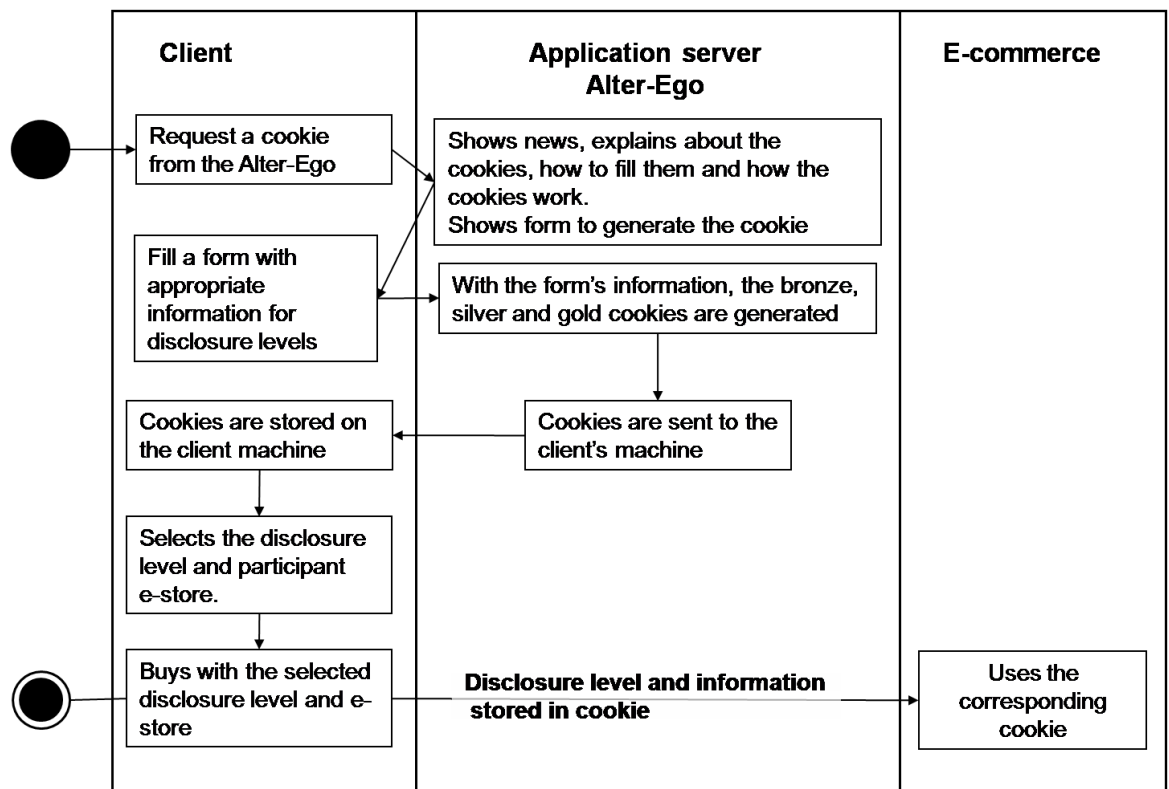 Client
Application server
Alter-Ego
E-commerce
Request a cookie
from the Alter-Ego
Shows news, explains about the
cookies, how to fill them and how the
cookies work.
Shows form to generate the cookie
Fill a form with
appropriate
information for
disclosure levels
With the form's information, the bronze,
silver and gold cookies are generated
Cookies are sent to the
client's machine
Cookies are stored on
the client machine
Selects the disclosure
level and participant
e-store.
Buys with the selected
disclosure level and e-
store
Disclosure level and information
stored in cookie
Uses the
corresponding
cookie